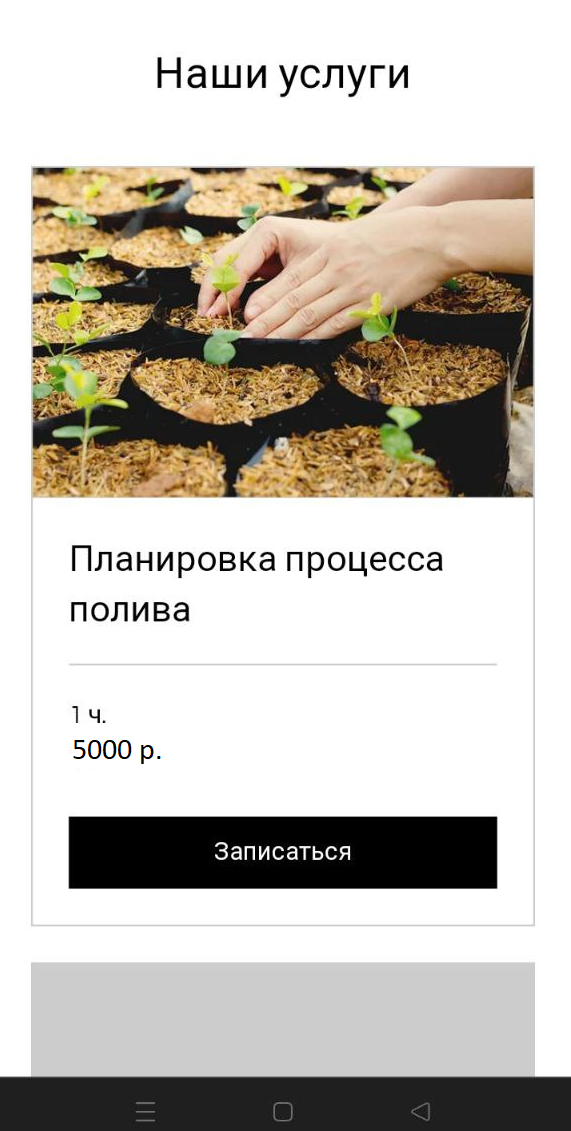 Наши услуги
Планировка процесса
полива
1 ч.
5000 р.
Записаться